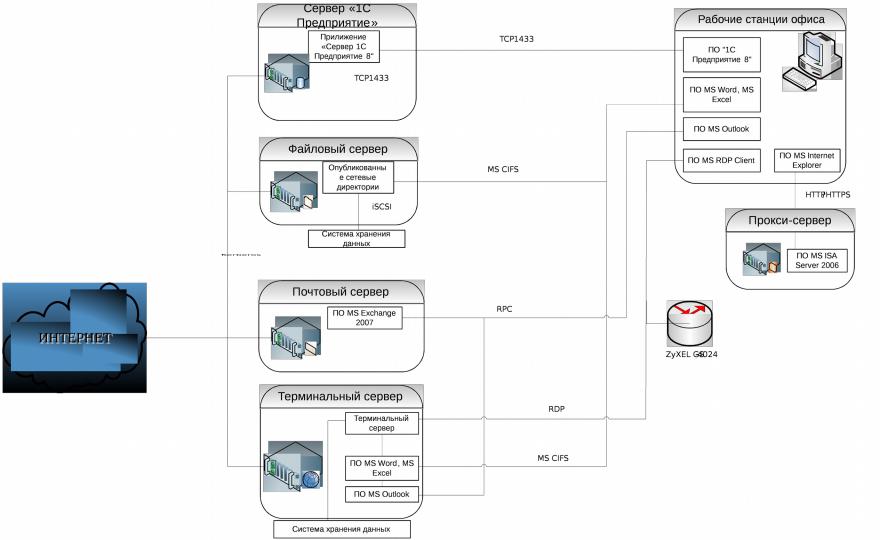 Сервер «1С
Предприятие»
Прилижение
«Сервер 1С
Предприятие 8"
TCP1433
TCP1433
Рабочие станции офиса
ПО "1С
Предприятие 8"
ПО MS Word, MS
Excel
ПО MS Outlook
ПО MS RDP Client
ПО MS Internet
Explorer
Файловый сервер
Опубликованны
е сетевые
директории
iSCSI
Система хранения
данных
MS CIFS
HTTP/HTTPS
Прокси-сервер
ПО MS ISA
Server 2006
Почтовый сервер
ПО MS Exchange
2007
RPC
ИНТЕРНЕТ
ZyXEL
Терминальный сервер
Терминальный
сервер
RDP
ПО MS Word, MS
Excel
MS CIFS
ПО MS Outlook
Система хранения данных